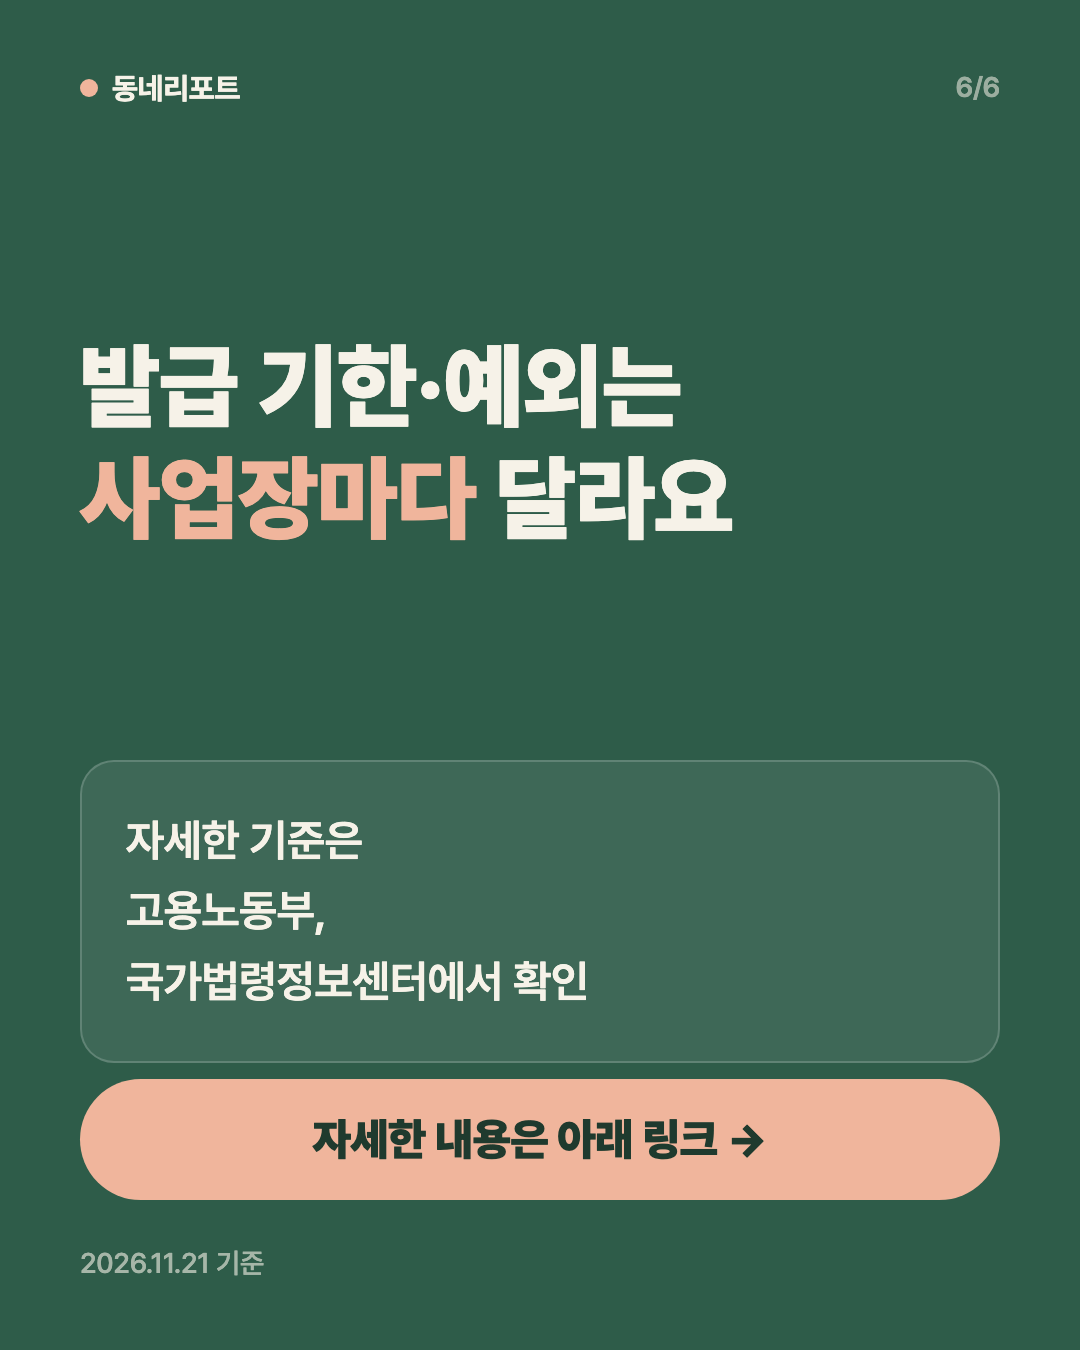 동네리포트
6/6
발급 기한·예외는
사업장마다 달라요
자세한 기준은
고용노동부,
국가법령정보센터에서 확인
자세한 내용은 아래 링크 →
2026.11.21 기준